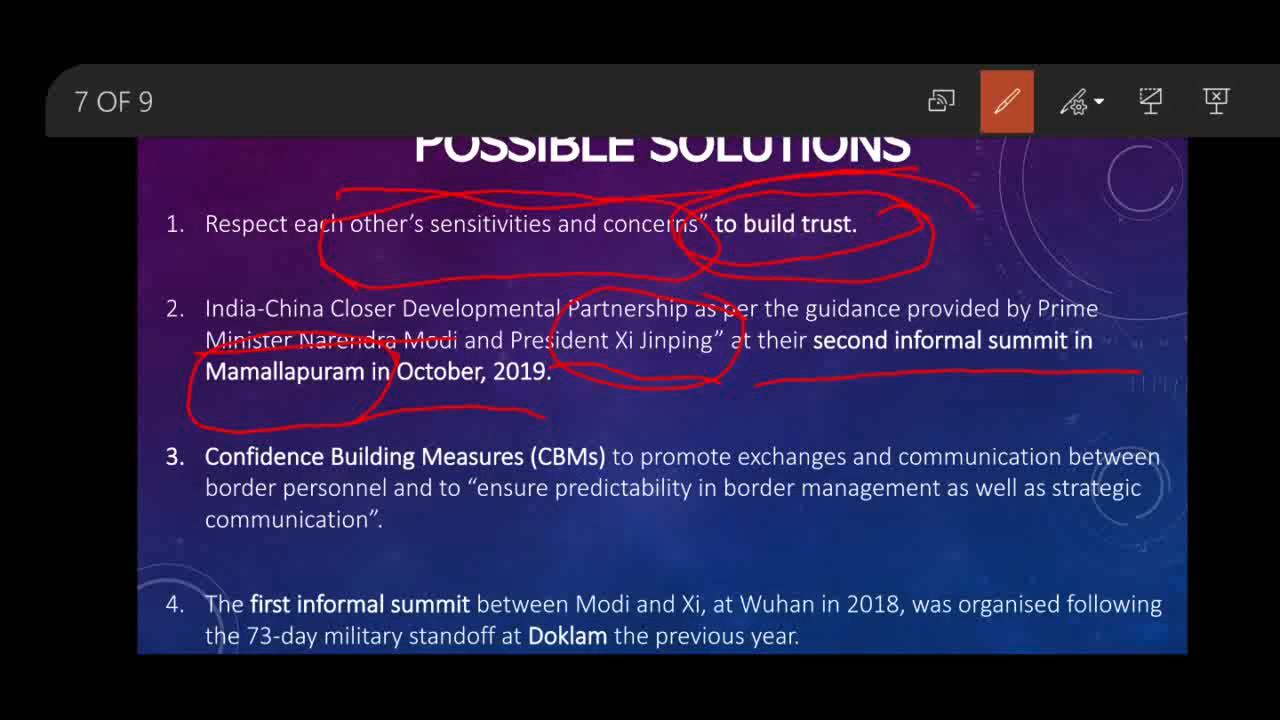 7 OF 9
POSSIBLE SOLUTIONS
1. Respect each other’s sensitivities and concerns” to build trust.
2. India-China Closer Developmental Partnership as per the guidance provided by Prime
Minister Narendra Modi and President Xi Jinping” at their second informal summit in
Mamallapuram in October, 2019.
3. Confidence Building Measures (CBMs) to promote exchanges and communication between
border personnel and to “ensure predictability in border management as well as strategic
communication”.
4. The first informal summit between Modi and Xi, at Wuhan in 2018, was organised following
the 73-day military standoff at Doklam the previous year.